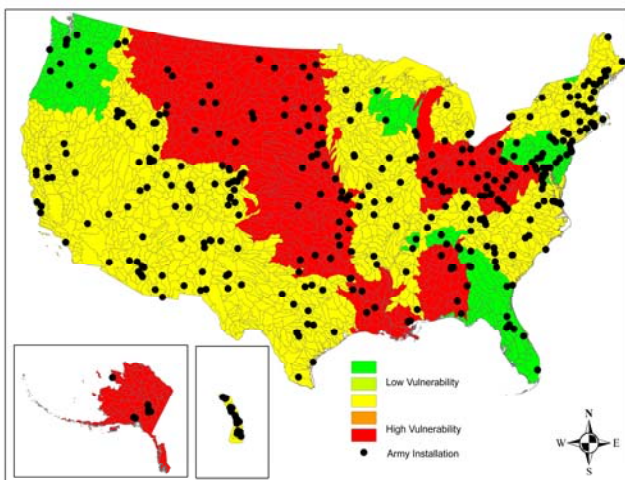 Low Vulnerability
High Vulnerability
Army Installation
N
W E
S